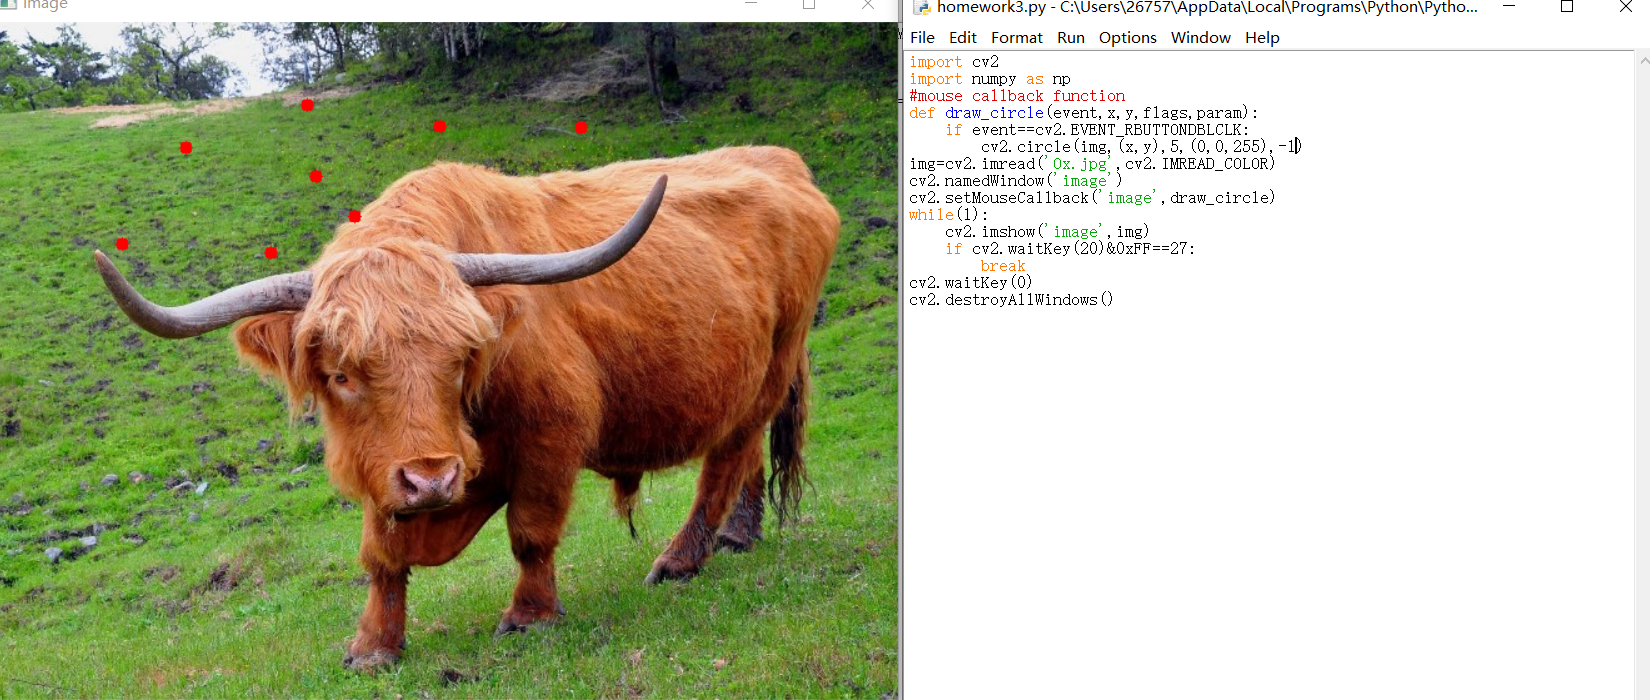 image
homework3.py - C:\Users\26757\AppData\Local\Programs\Python\Pytho...
File Edit Format Run Options Window Help
import cv2
import numpy as np
#mouse callback function
def draw_circle(event,x,y,flags,param):
    if event==cv2.EVENT_RBUTTONDBLCLK:
        cv2.circle(img,(x,y),5,(0,0,255),-1)
img=cv2.imread('Ox.jpg',cv2.IMREAD_COLOR)
cv2.namedWindow('image')
cv2.setMouseCallback('image',draw_circle)
while(1):
    cv2.imshow('image',img)
    if cv2.waitKey(20)&0xFF==27:
        break
cv2.waitKey(0)
cv2.destroyAllWindows()